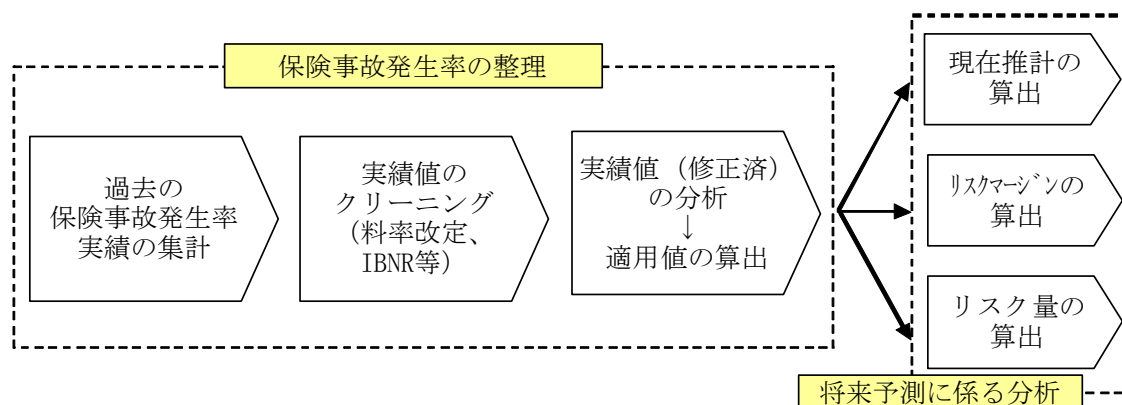 保険事故発生率の整理
過去の
保険事故発生率
実績の集計
実績値の
クリーニング
（料率改定、
IBNR等）
実績値（修正済）
の分析
↓
適用値の算出
現在推計の
算出
ﾘｽｸﾏｰｼﾞﾝの
算出
リスク量の
算出
将来予測に係る分析